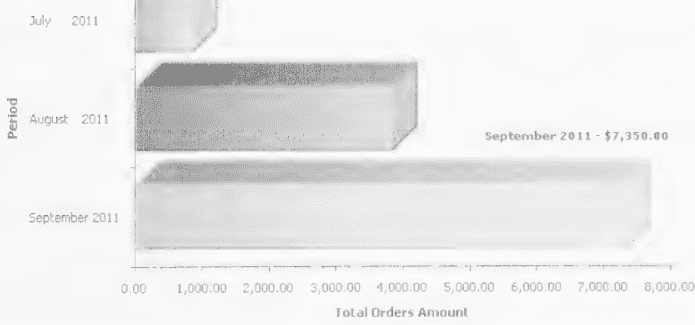 July 2011
Period
August 2011
September 2011 - $7,350.00
September 2011
0.00 1,000.00 2,000.00 3,000.00 4,000.00 5,000.00 6,000.00 7,000.00 8,000.00
Total Orders Amount